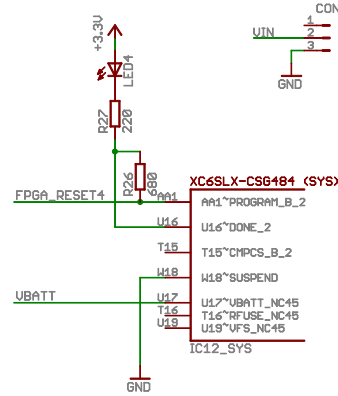 CON
1
VIN 2
3
GND
+3.3V
LED4
R27
220
R26
680
XC6SLX-CSG484 (SYS)
FPGA_RESET4 AA1 AA1~PROGRAM_B_2
U16 U16~DONE_2
T15 T15~CMPCS_B_2
W18 W18~SUSPEND
VBATT U17 U17~VBATT_NC45
T16 T16~RFUSE_NC45
U19 U19~VFS_NC45
IC12_SYS
GND